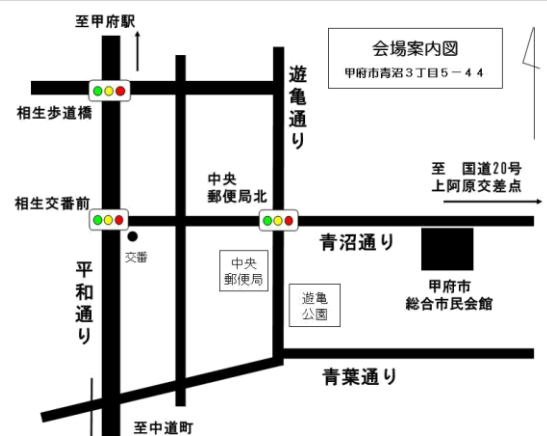 至甲府駅
会場案内図
甲府市青沼3丁目5－44
遊亀通り
相生歩道橋
中央
郵便局北
至 国道20号
上阿原交差点
相生交番前
交番
青沼通り
中央
郵便局
甲府市
総合市民会館
遊亀
公園
平和通り
青葉通り
至中道町